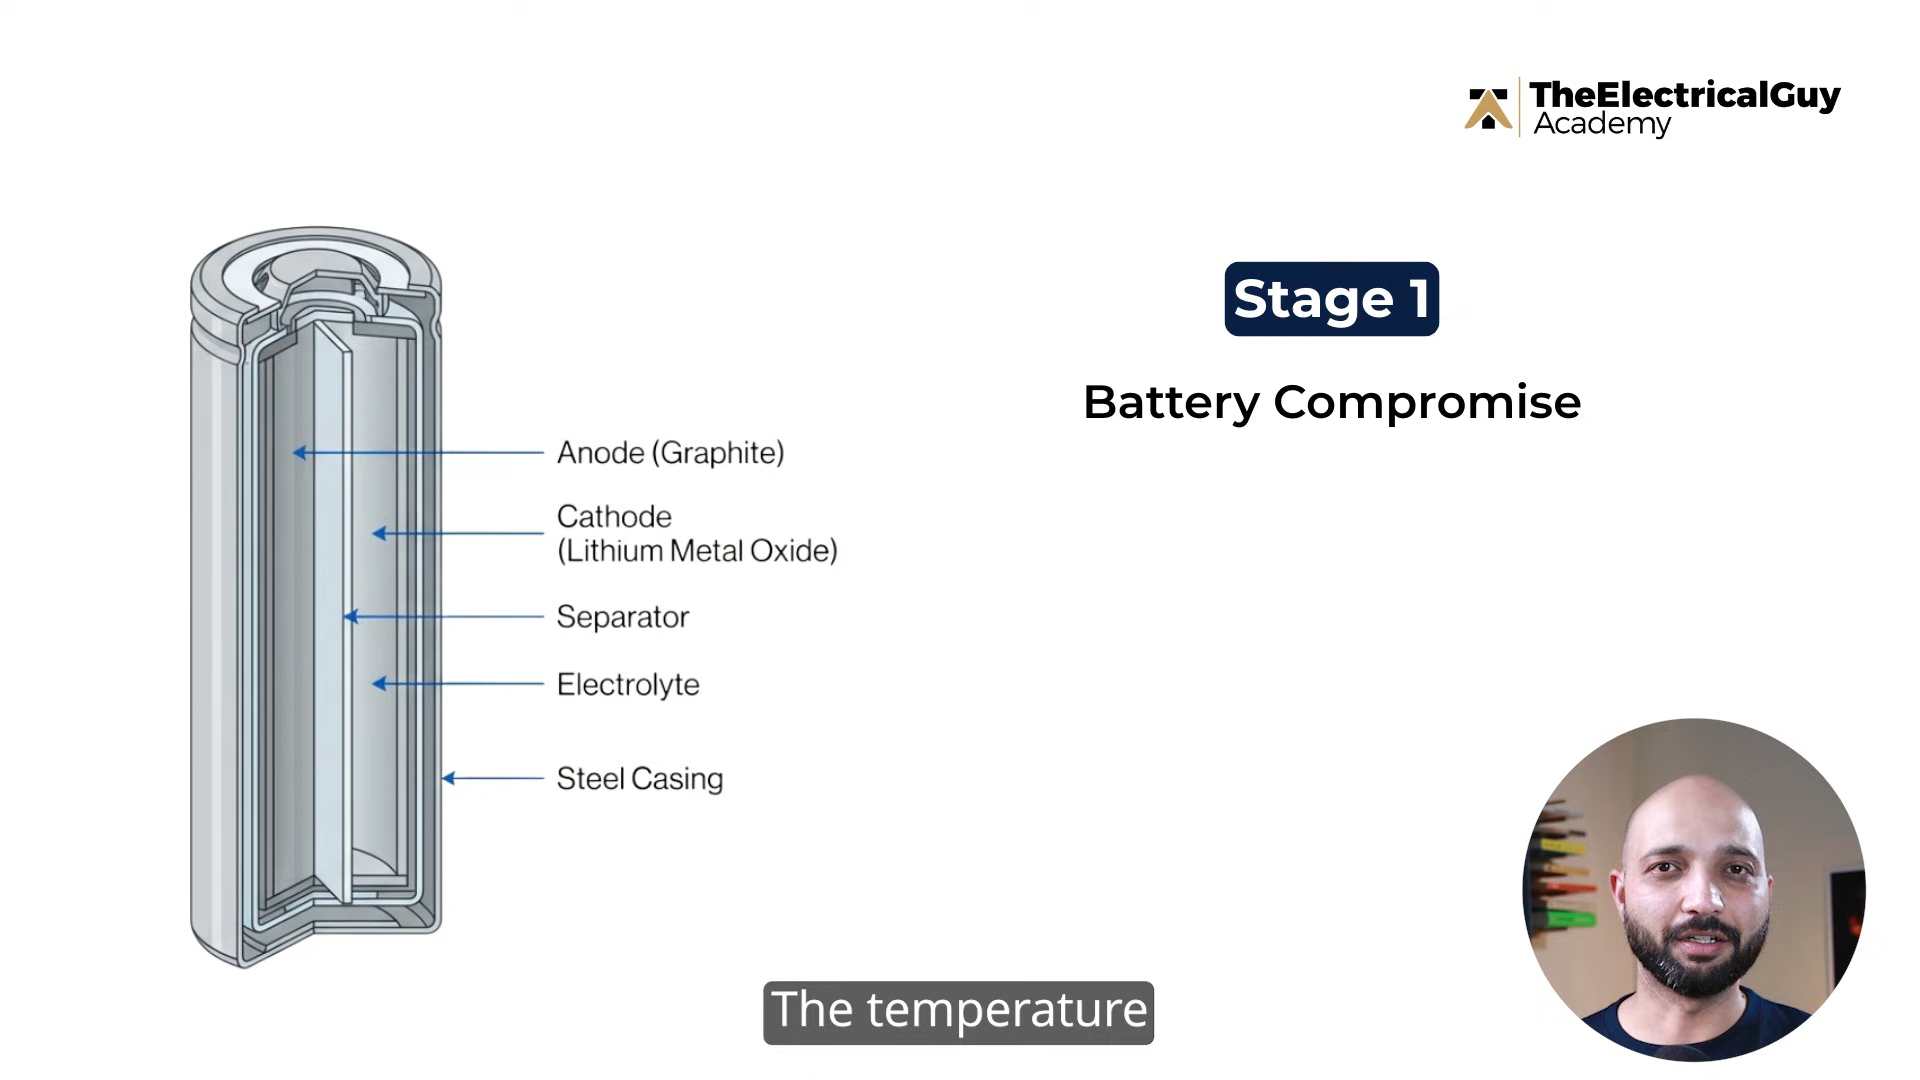 TheElectricalGuy
Academy
Stage 1
Battery Compromise
Anode (Graphite)
Cathode
(Lithium Metal Oxide)
Separator
Electrolyte
Steel Casing
The temperature